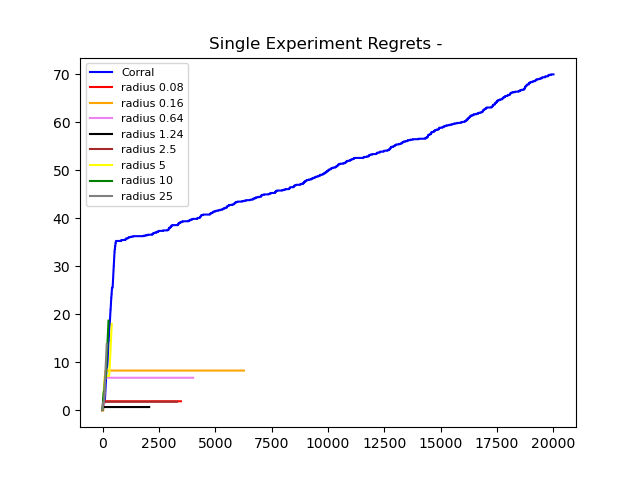 Single Experiment Regrets -
70
60
50
40
30
20
10
0
Corral
radius 0.08
radius 0.16
radius 0.64
radius 1.24
radius 2.5
radius 5
radius 10
radius 25
0 2500 5000 7500 10000 12500 15000 17500 20000